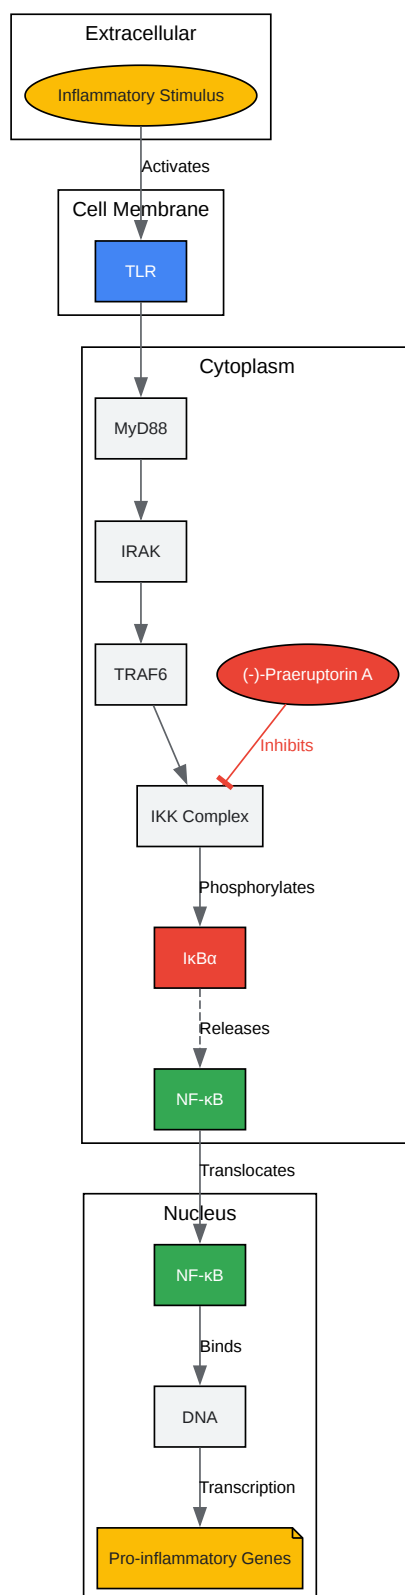 Extracellular
Inflammatory Stimulus
Activates
Cell Membrane
TLR
Cytoplasm
MyD88
IRAK
TRAF6
(-)-Praeruptorin A
Inhibits
IKK Complex
Phosphorylates
IκBα
Releases
NF-κB
Translocates
Nucleus
NF-κB
Binds
DNA
Transcription
Pro-inflammatory Genes